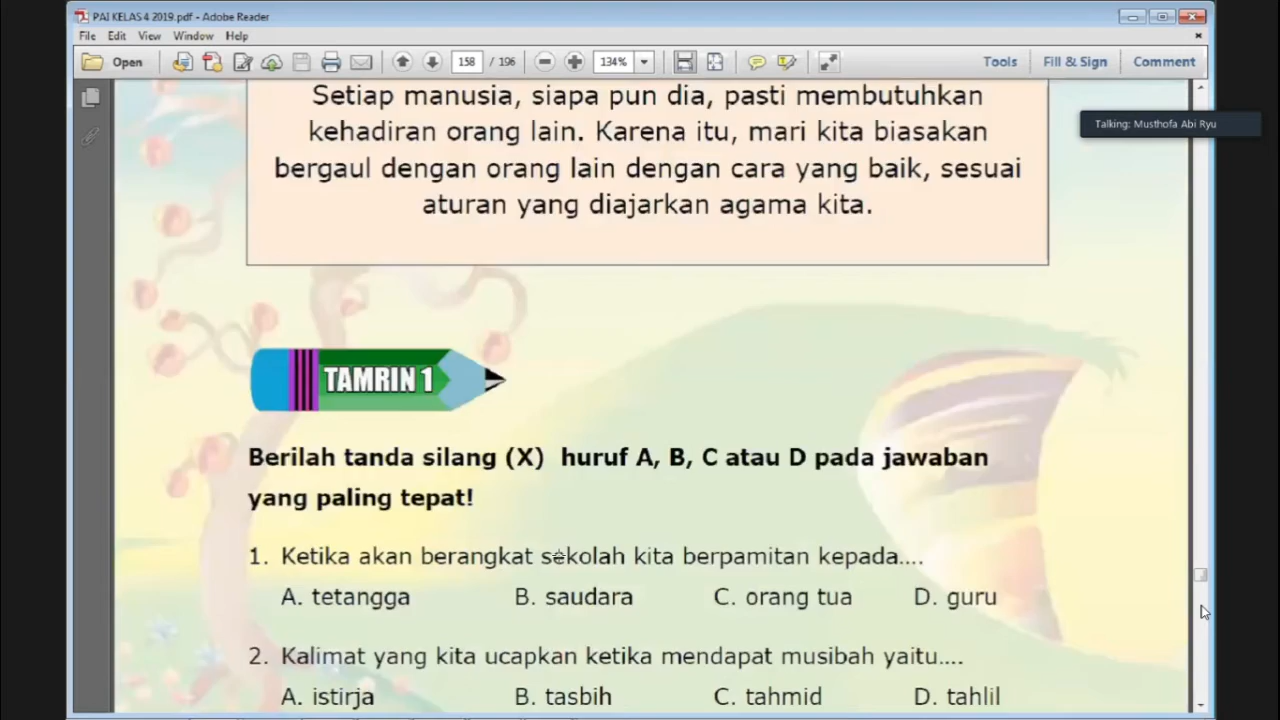 PAI KELAS 4 2019.pdf - Adobe Reader
File Edit View Window Help
Open 158 / 196 134% Tools Fill & Sign Comment
Talking: Musthofa Abi Ryu
Setiap manusia, siapa pun dia, pasti membutuhkan
kehadiran orang lain. Karena itu, mari kita biasakan
bergaul dengan orang lain dengan cara yang baik, sesuai
aturan yang diajarkan agama kita.
TAMRIN 1
Berilah tanda silang (X) huruf A, B, C atau D pada jawaban
yang paling tepat!
1. Ketika akan berangkat sekolah kita berpamitan kepada....
A. tetangga B. saudara C. orang tua D. guru
2. Kalimat yang kita ucapkan ketika mendapat musibah yaitu....
A. istirja B. tasbih C. tahmid D. tahlil